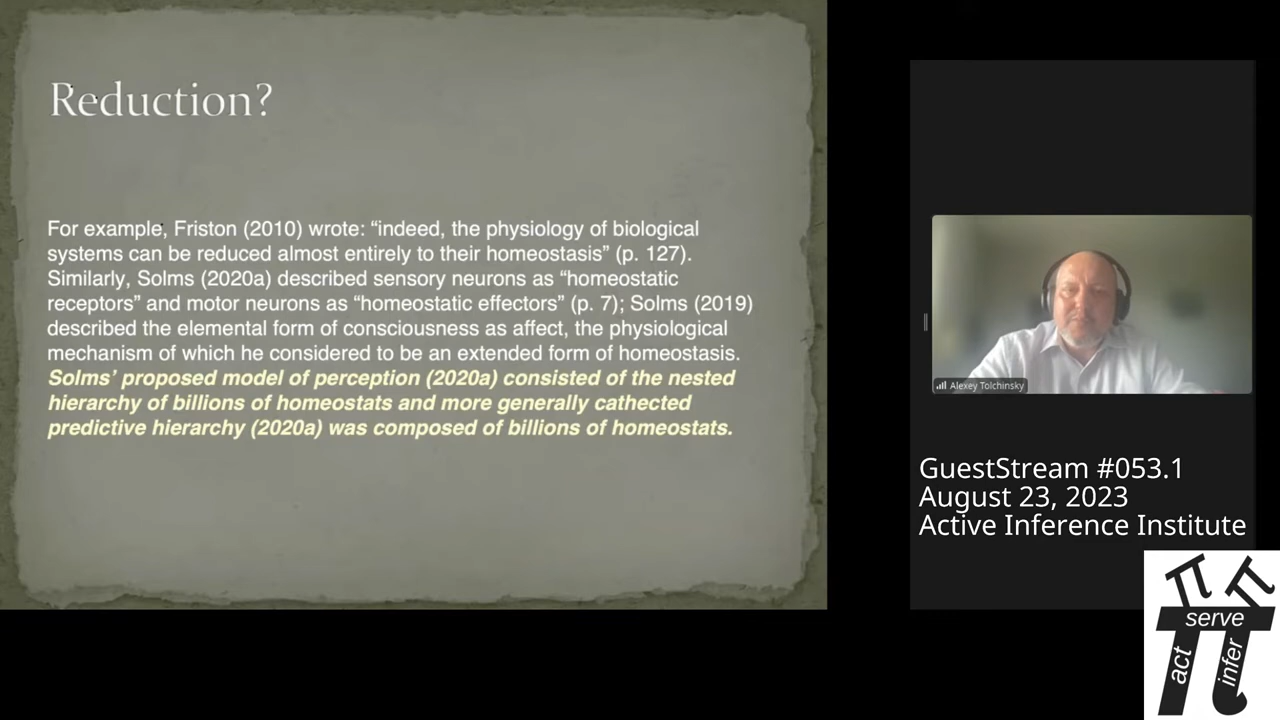 Reduction?
For example, Friston (2010) wrote: “indeed, the physiology of biological
systems can be reduced almost entirely to their homeostasis” (p. 127).
Similarly, Solms (2020a) described sensory neurons as “homeostatic
receptors” and motor neurons as “homeostatic effectors” (p. 7); Solms (2019)
described the elemental form of consciousness as affect, the physiological
mechanism of which he considered to be an extended form of homeostasis.
Solms’ proposed model of perception (2020a) consisted of the nested
hierarchy of billions of homeostats and more generally cathected
predictive hierarchy (2020a) was composed of billions of homeostats.
Alexey Tolchinsky
GuestStream #053.1
August 23, 2023
Active Inference Institute
serve
act
infer